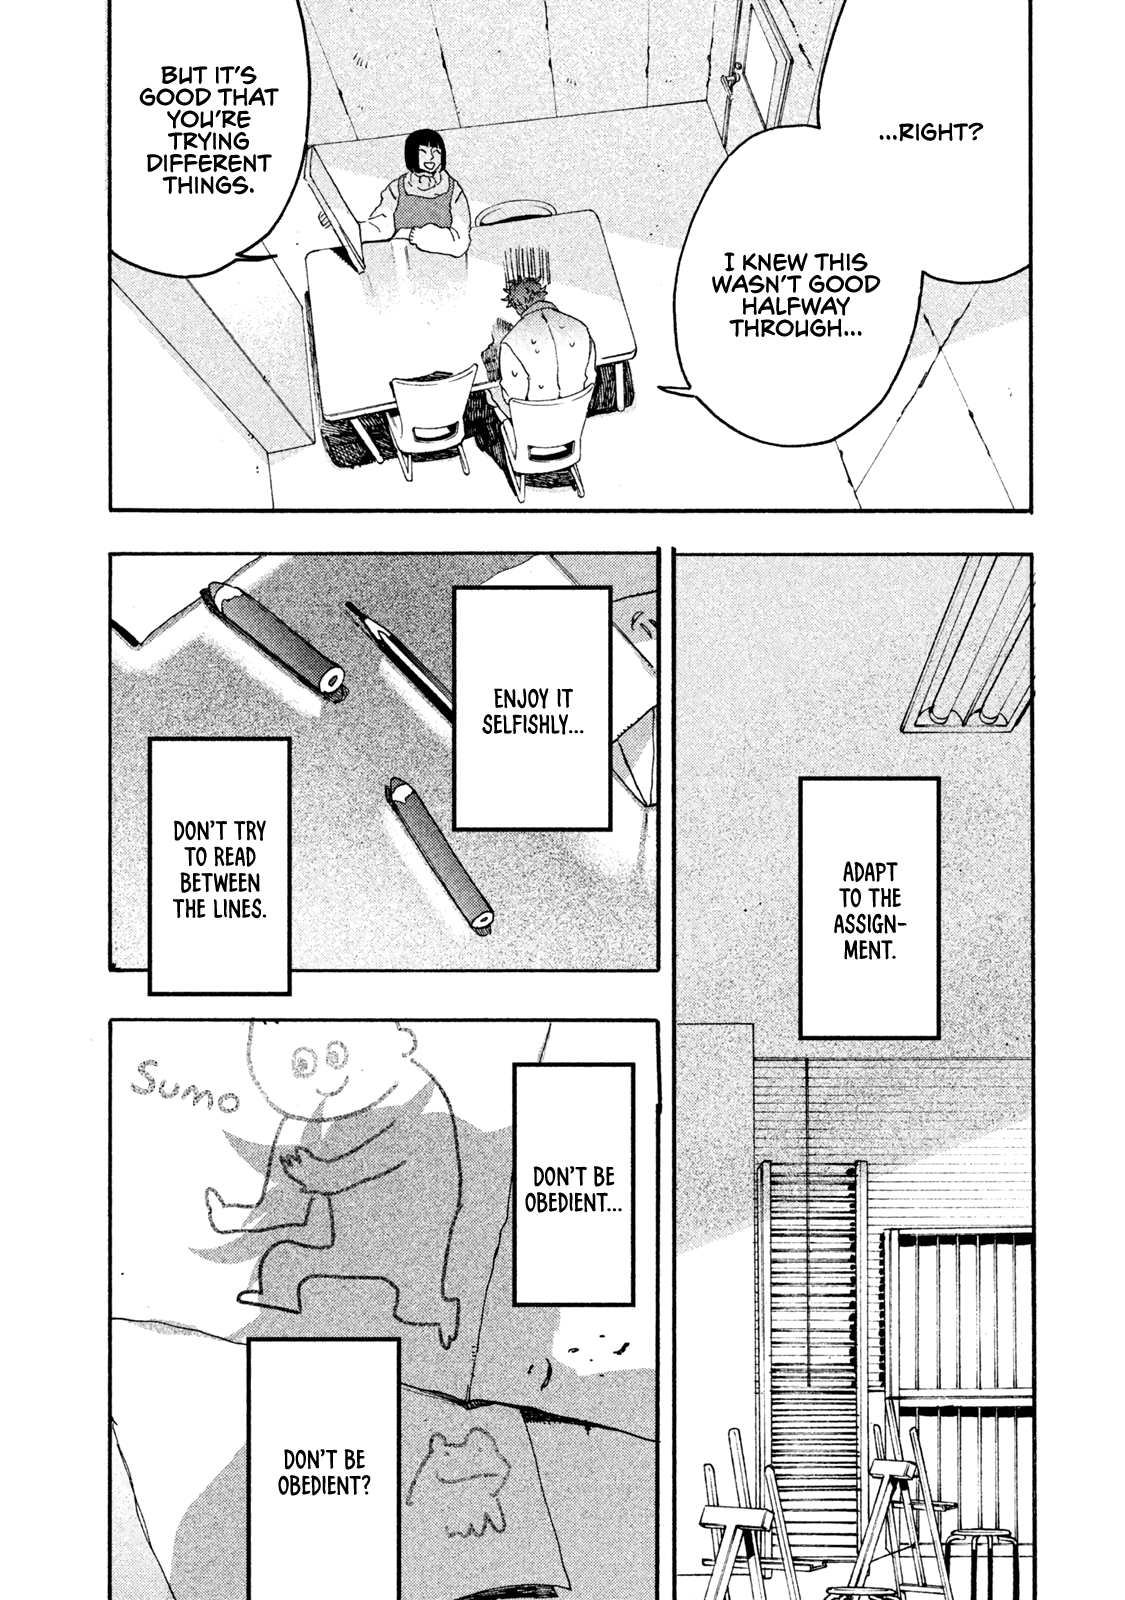 ...RIGHT?
I KNEW THIS
WASN'T GOOD
HALFWAY
THROUGH...
BUT IT'S
GOOD THAT
YOU'RE
TRYING
DIFFERENT
THINGS.
ADAPT
TO THE
ASSIGN-
MENT.
ENJOY IT
SELFISHLY...
DON'T TRY
TO READ
BETWEEN
THE LINES.
SUMO
DON'T BE
OBEDIENT...
DON'T BE
OBEDIENT?